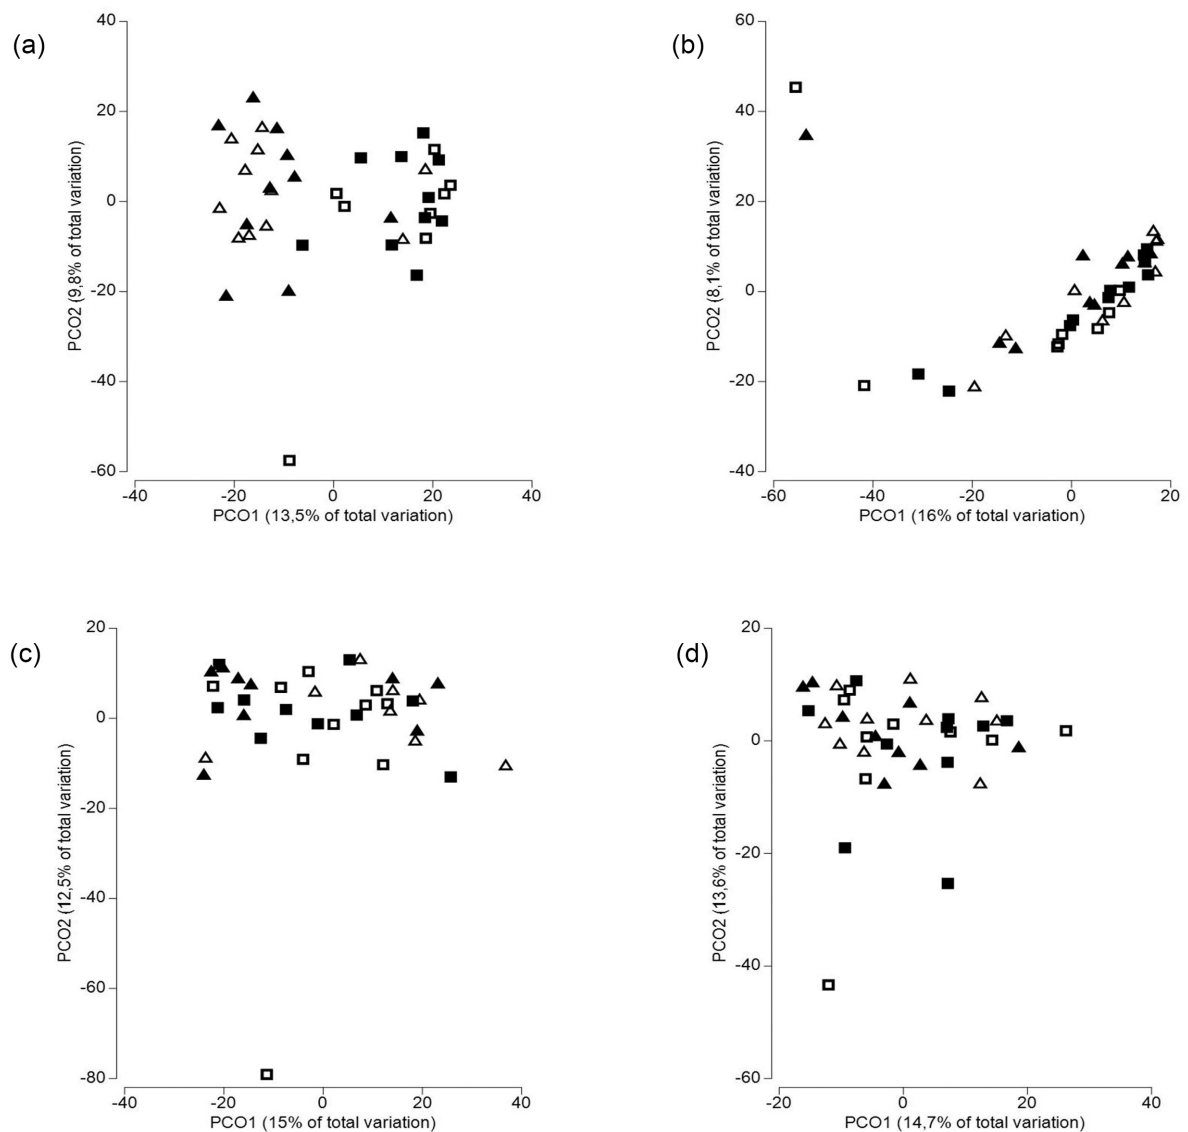 (a)
40
20
0
-20
-40
-60
PCO2 (9,8% of total variation)
-40 -20 0 20 40
PCO1 (13,5% of total variation)
(b)
60
40
20
0
-20
-40
PCO2 (8,1% of total variation)
-60 -40 -20 0 20
PCO1 (16% of total variation)
(c)
20
0
-20
-40
-60
-80
PCO2 (12,5% of total variation)
-40 -20 0 20 40
PCO1 (15% of total variation)
(d)
20
0
-20
-40
-60
PCO2 (13,6% of total variation)
-20 0 20 40
PCO1 (14,7% of total variation)